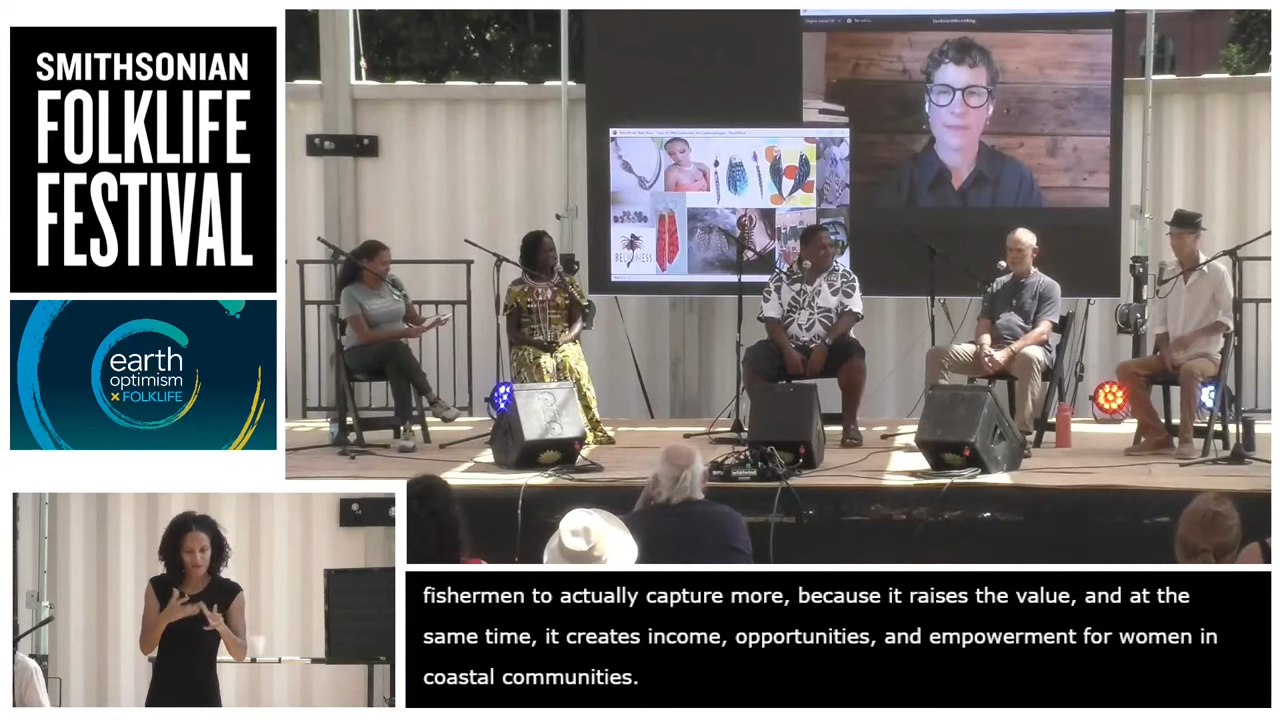 SMITHSONIAN
FOLKLIFE
FESTIVAL
earth
optimism
× FOLKLIFE
BELIONESS
fishermen to actually capture more, because it raises the value, and at the
same time, it creates income, opportunities, and empowerment for women in
coastal communities.